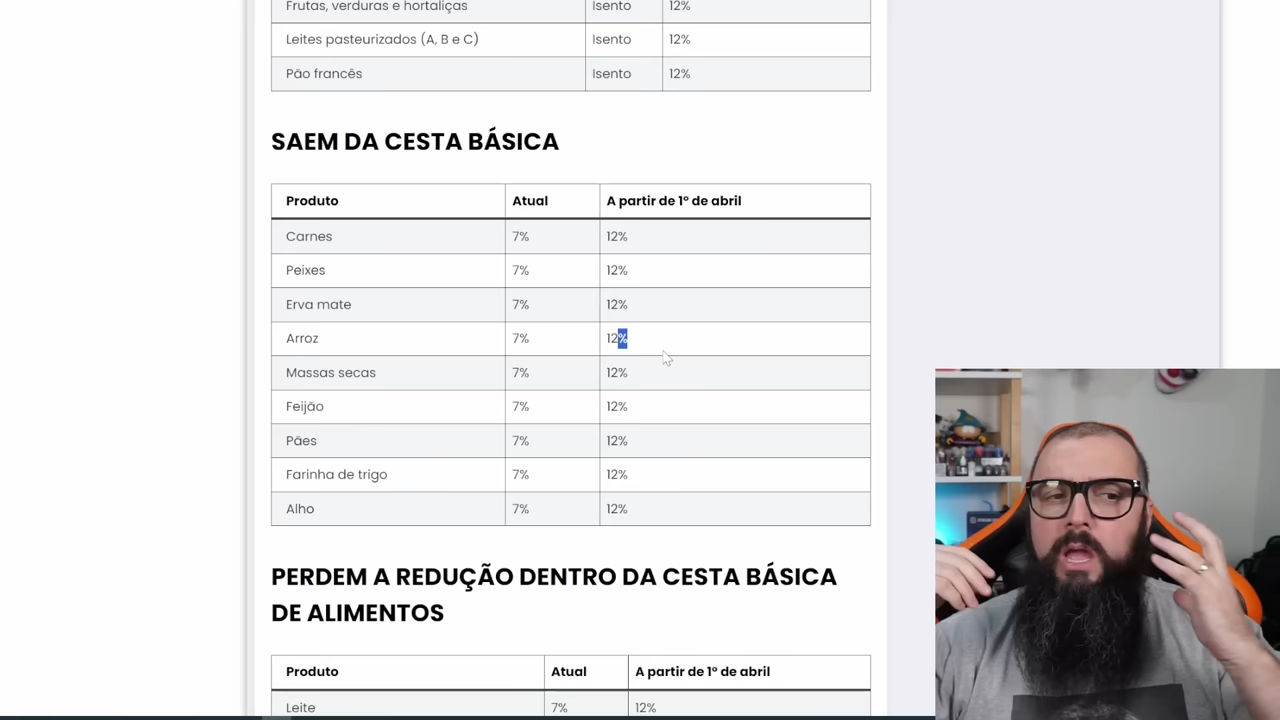 Frutas, verduras e hortaliças Isento 12%
Leites pasteurizados (A, B e C) Isento 12%
Pão francês Isento 12%
SAEM DA CESTA BÁSICA
Produto Atual A partir de 1º de abril
Carnes 7% 12%
Peixes 7% 12%
Erva mate 7% 12%
Arroz 7% 12%
Massas secas 7% 12%
Feijão 7% 12%
Pães 7% 12%
Farinha de trigo 7% 12%
Alho 7% 12%
PERDEM A REDUÇÃO DENTRO DA CESTA BÁSICA
DE ALIMENTOS
Produto Atual A partir de 1º de abril
Leite 7% 12%